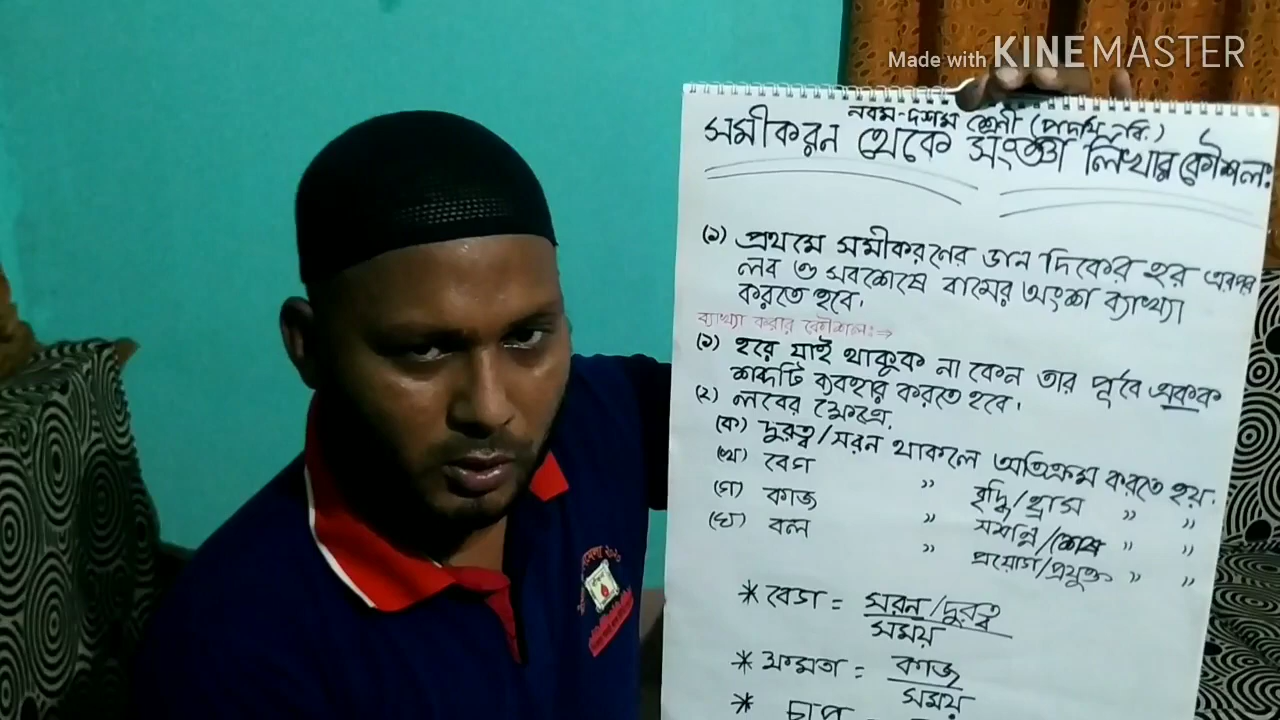 Made with KINEMASTER
নবম-দশম শ্রেণী (পদার্থ বি.)
সমীকরন থেকে সংজ্ঞা লিখার কৌশল:
(১) প্রথমে সমীকরণের ডান দিকের হর এরপর
লব ও সবশেষে বামের অংশ ব্যাখ্যা
করতে হবে.
ব্যাখ্যা করার কৌশল:→
(১) হরে যাই থাকুক না কেন তার পূর্বে একক
শব্দটি ব্যবহার করতে হবে.
(২) লবের ক্ষেত্রে.
(ক) দুরত্ব/সরন থাকলে অতিক্রম করতে হয়.
(খ) বেগ " বৃদ্ধি/হ্রাস " "
(গ) কাজ " সম্পন্ন/শেষ " "
(ঘ) বল " প্রয়োগ/প্রযুক্ত " "
* বেগ = সরন/দুরত্ব
সময়
* ক্ষমতা = কাজ
সময়
* চাপ